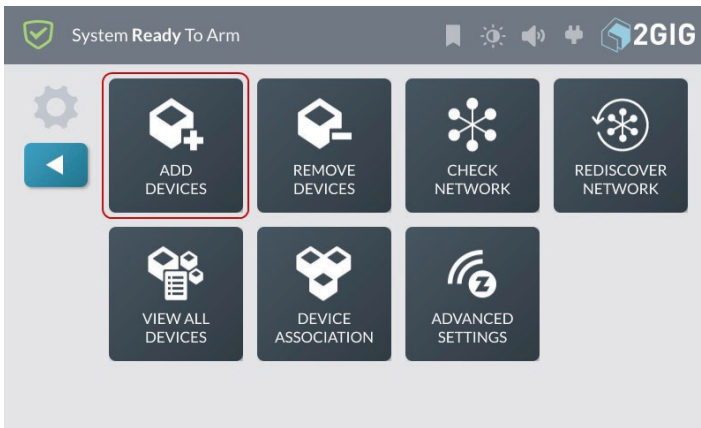 System Ready To Arm
2GIG
ADD
DEVICES
REMOVE
DEVICES
CHECK
NETWORK
REDISCOVER
NETWORK
VIEW ALL
DEVICES
DEVICE
ASSOCIATION
Z
ADVANCED
SETTINGS